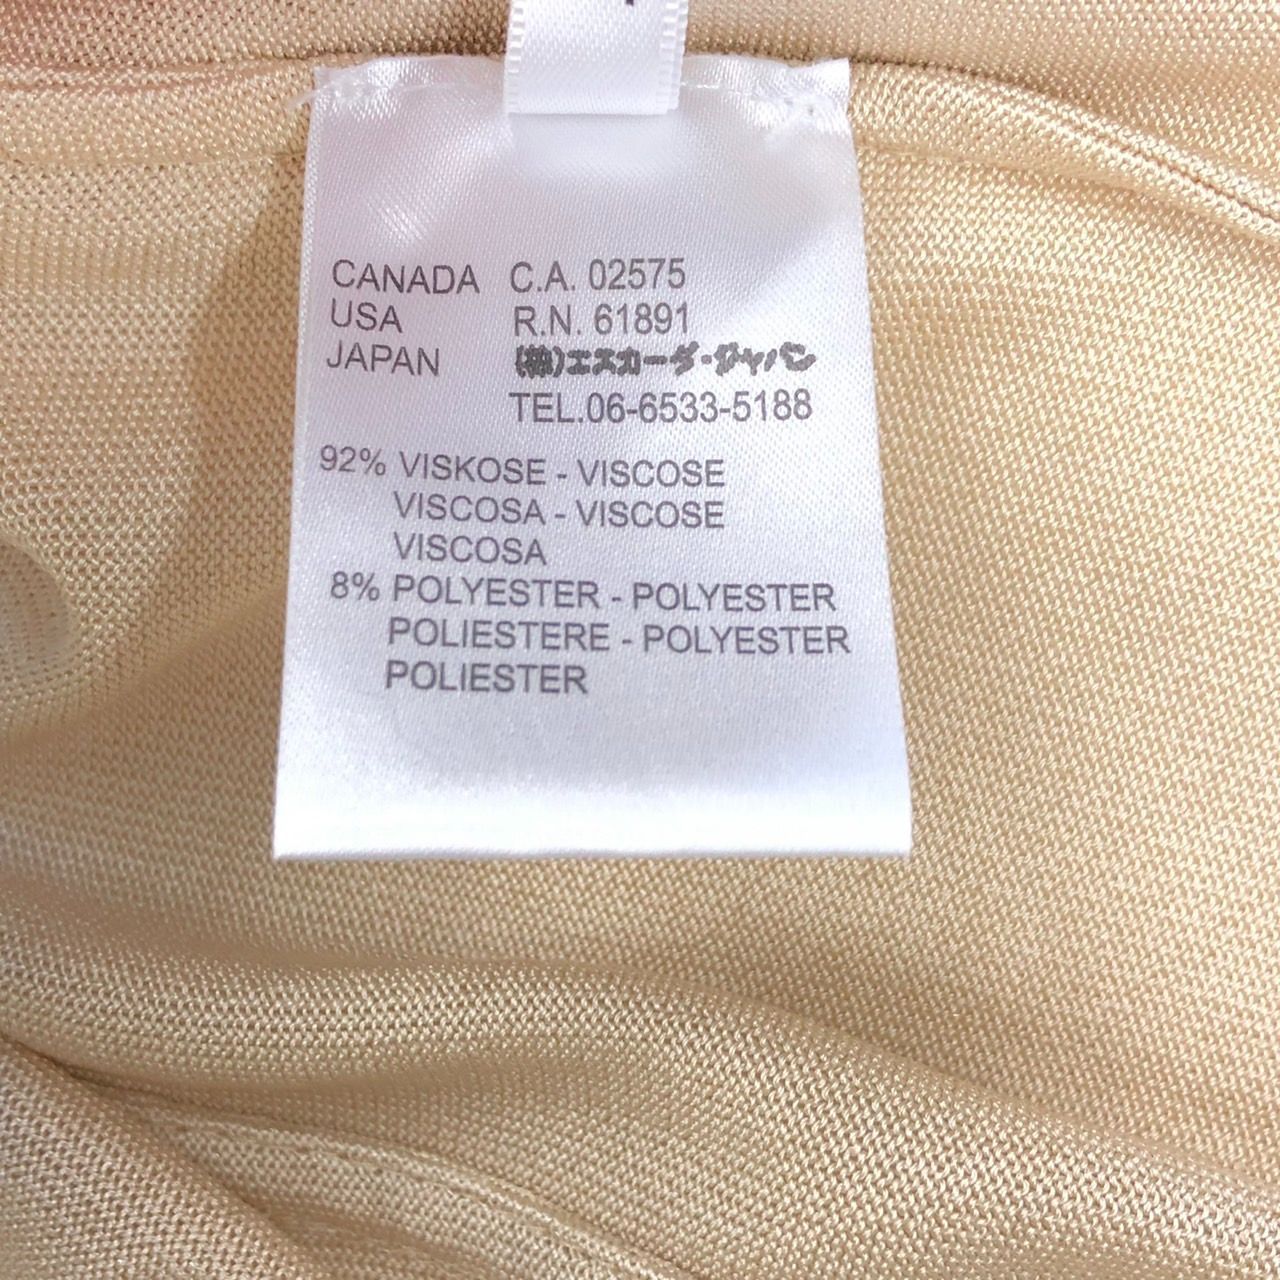 CANADA C.A. 02575
USA R.N. 61891
JAPAN (株)エスカーダ・ジャパン
TEL.06-6533-5188
92% VISKOSE - VISCOSE
VISCOSA - VISCOSE
VISCOSA
8% POLYESTER - POLYESTER
POLIESTERE - POLYESTER
POLIESTER